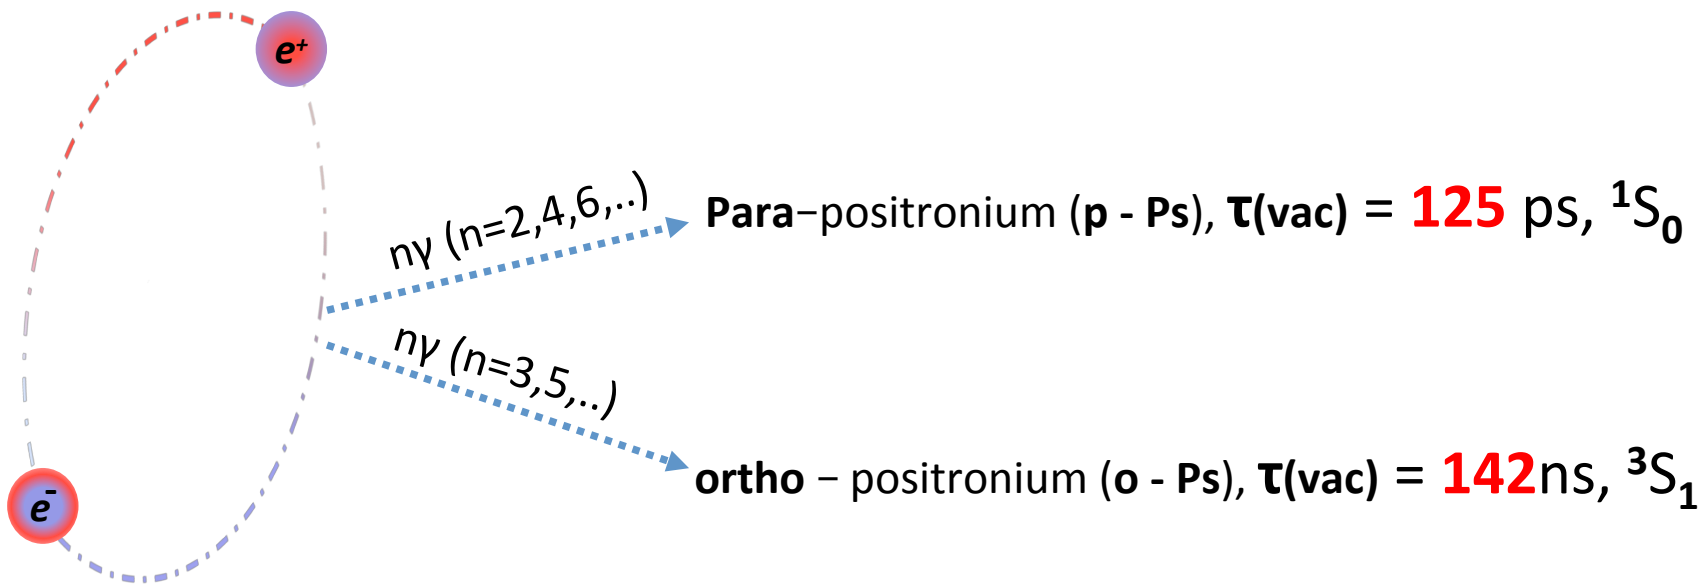 e⁺
nγ (n=2,4,6,..)
Para–positronium (p - Ps), τ(vac) = 125 ps, ¹S₀
nγ (n=3,5,..)
ortho – positronium (o - Ps), τ(vac) = 142ns, ³S₁
e⁻